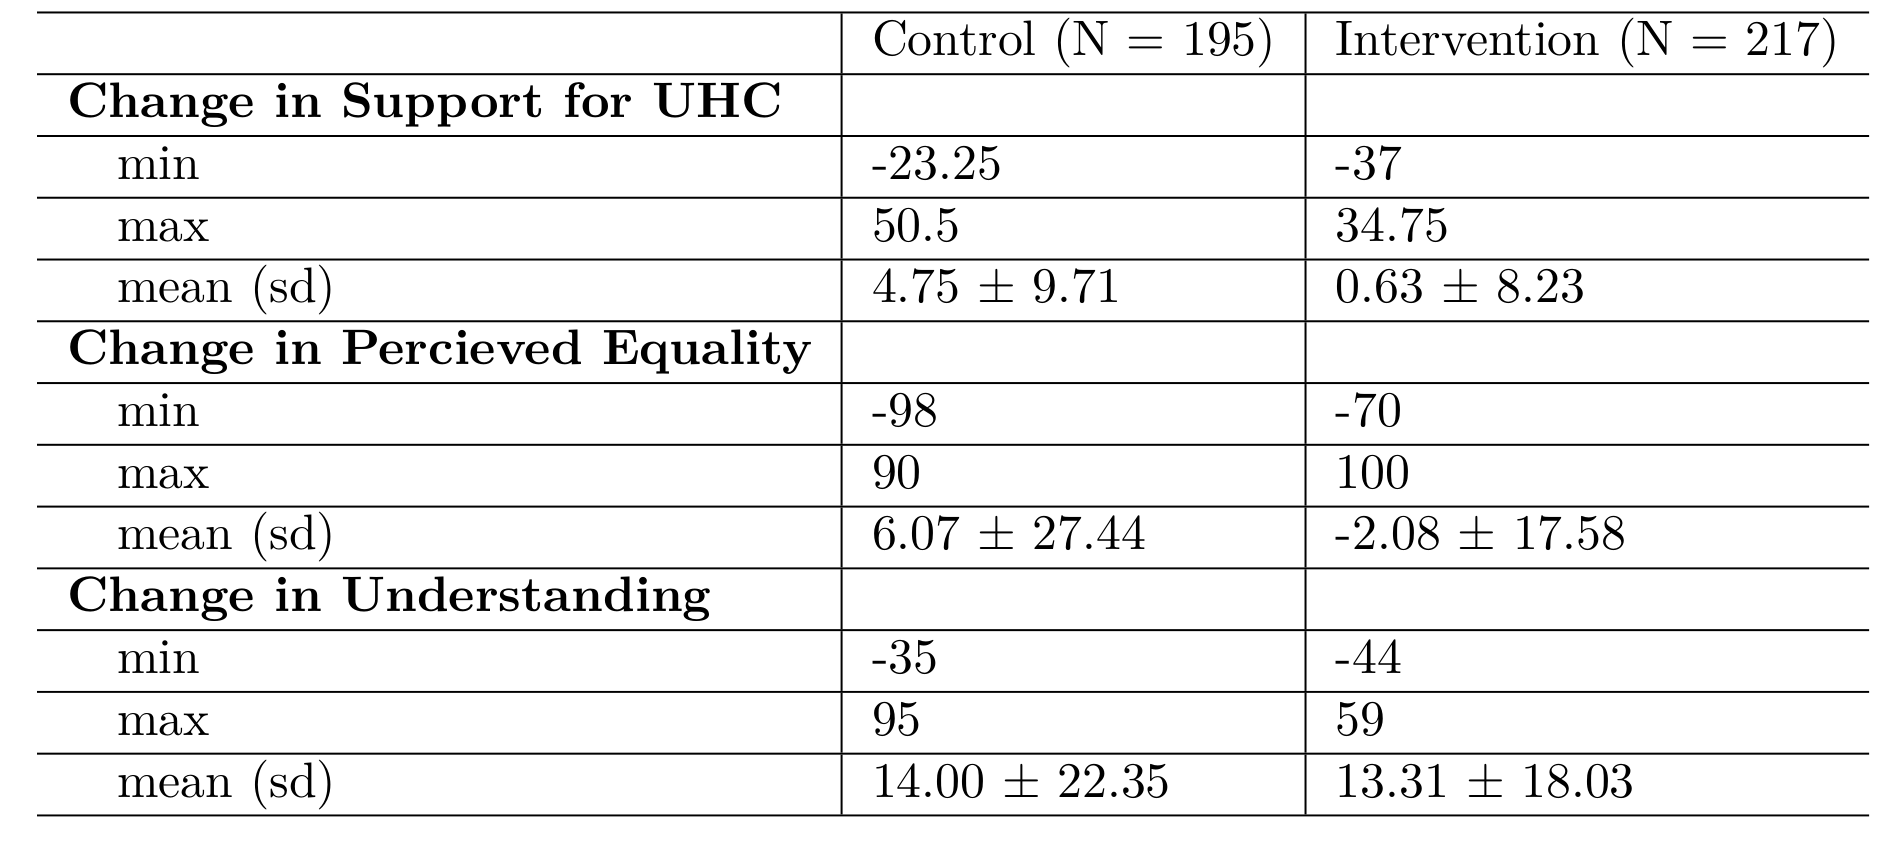 Control (N = 195) Intervention (N = 217)
Change in Support for UHC
min -23.25 -37
max 50.5 34.75
mean (sd) 4.75 ± 9.71 0.63 ± 8.23
Change in Percieved Equality
min -98 -70
max 90 100
mean (sd) 6.07 ± 27.44 -2.08 ± 17.58
Change in Understanding
min -35 -44
max 95 59
mean (sd) 14.00 ± 22.35 13.31 ± 18.03